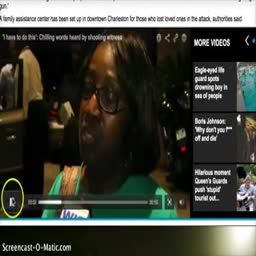 gun.'
A family assistance center has been set up in downtown Charleston for those who lost loved ones in the attack, authorities said
'I have to do this': Chilling words heard by shooting witness
MORE VIDEOS
Eagle-eyed life
guard spots
drowning boy in
sea of people
Boris Johnson:
'Why don't you f***
off and die'
Hilarious moment
Queen's Guards
push 'stupid'
tourist out...
Screencast-O-Matic.com